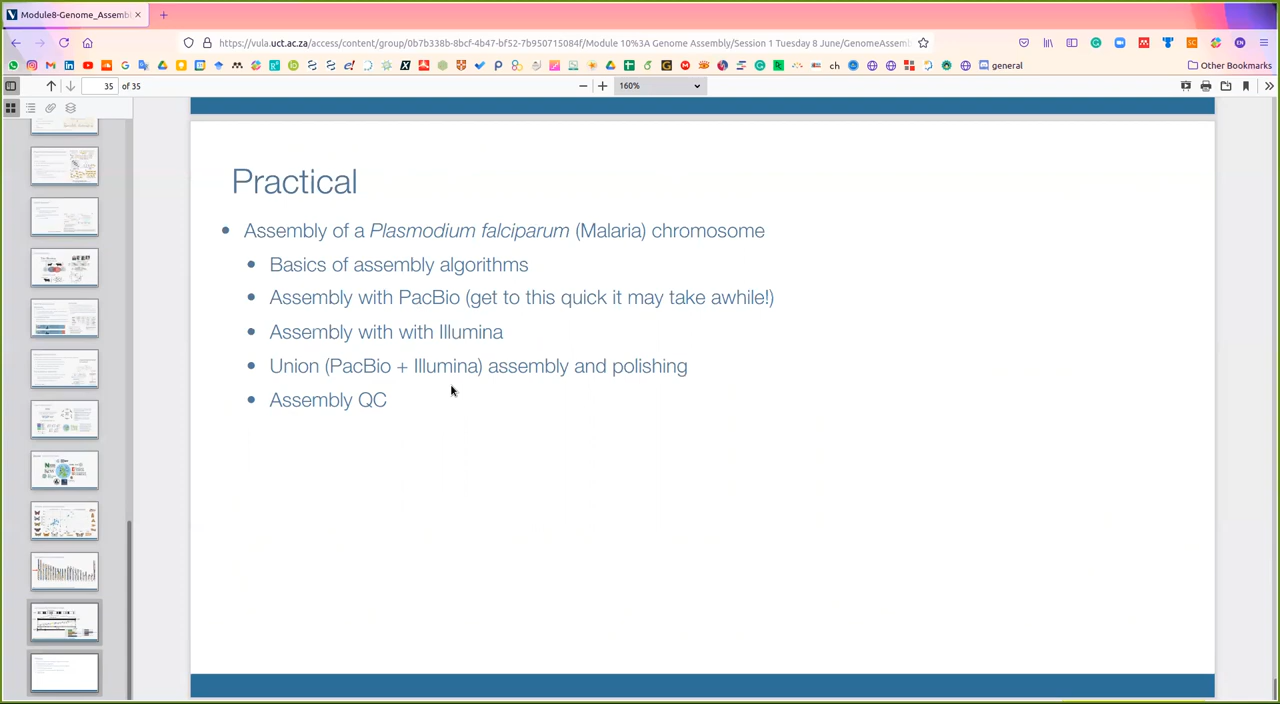 Module8-Genome_Assembl
https://vula.uct.ac.za/access/content/group/0b7b338b-8bcf-4b47-bf52-7b950715084f/Module 10%3A Genome Assembly/Session 1 Tuesday 8 June/GenomeAssem
ch
general
Other Bookmarks
35 of 35
160%
Practical
• Assembly of a Plasmodium falciparum (Malaria) chromosome
• Basics of assembly algorithms
• Assembly with PacBio (get to this quick it may take awhile!)
• Assembly with with Illumina
• Union (PacBio + Illumina) assembly and polishing
• Assembly QC